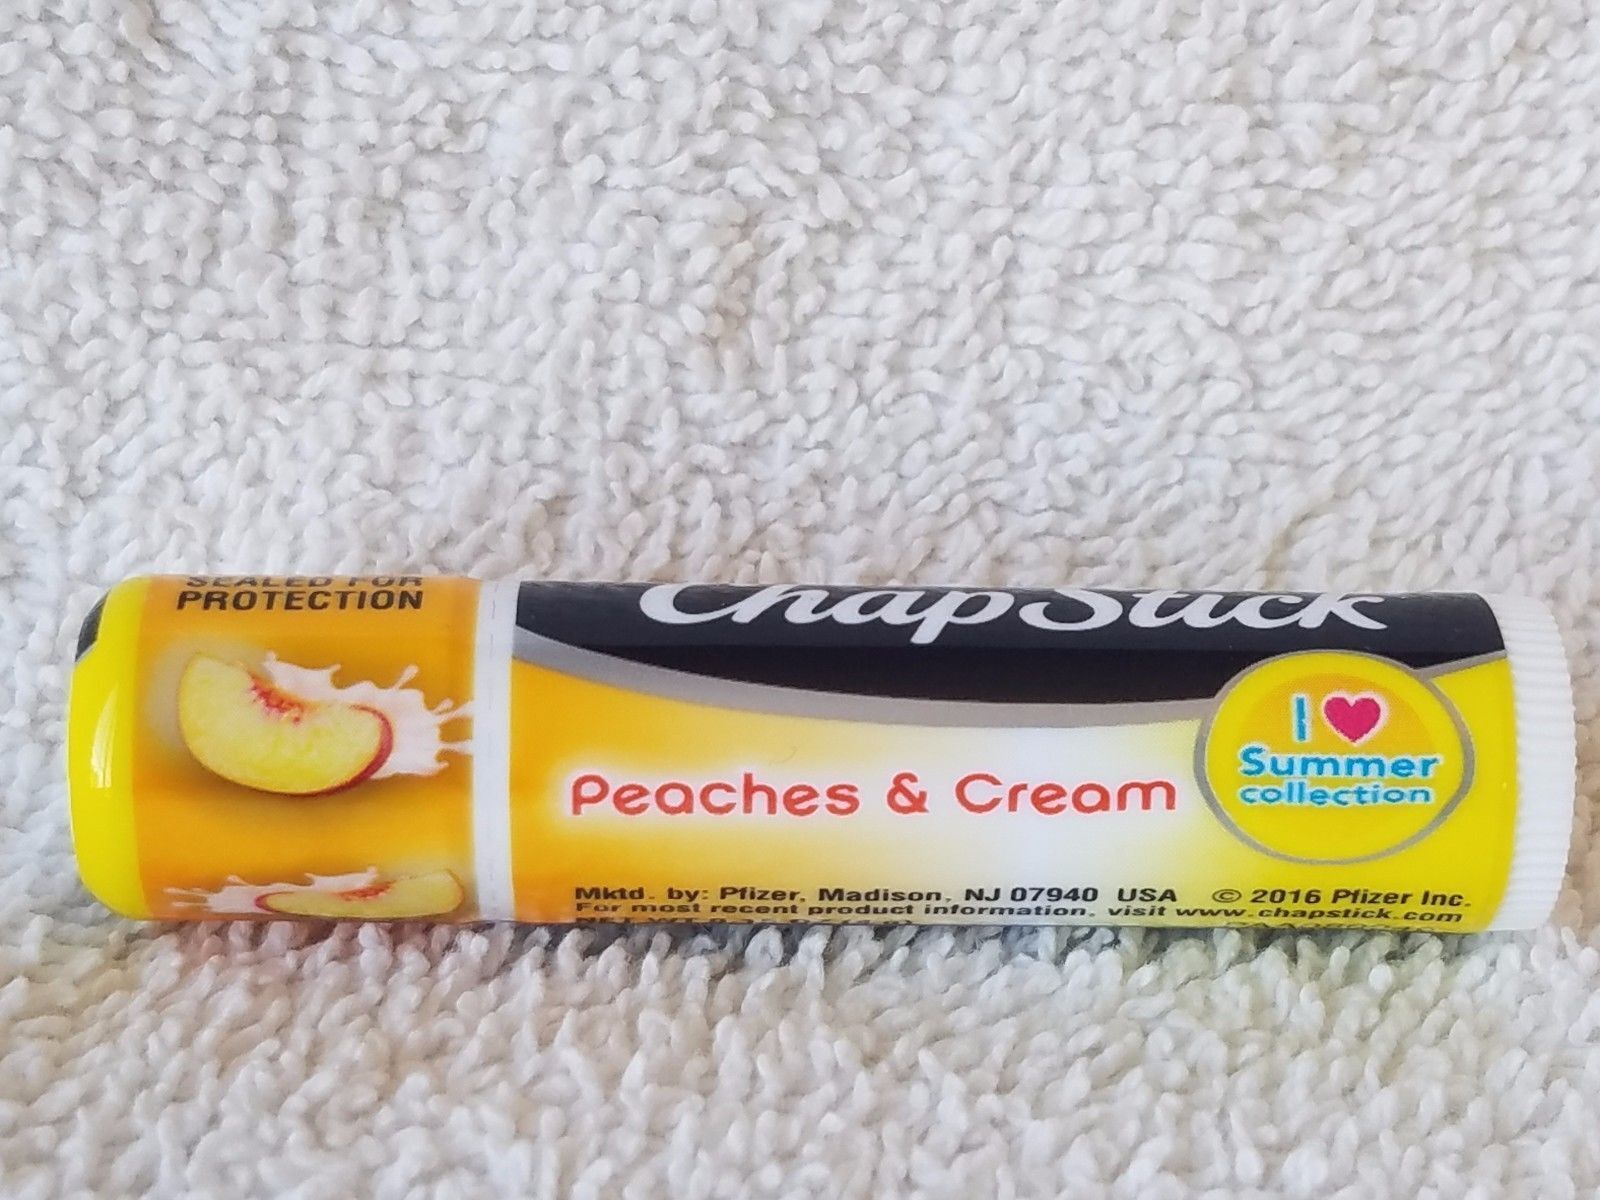 SEALED FOR
PROTECTION
ChapStick
I ♥
Summer
collection
Peaches & Cream
Mktd. by: Pfizer, Madison, NJ 07940 USA © 2016 Pfizer Inc.
For most recent product information, visit www.chapstick.com